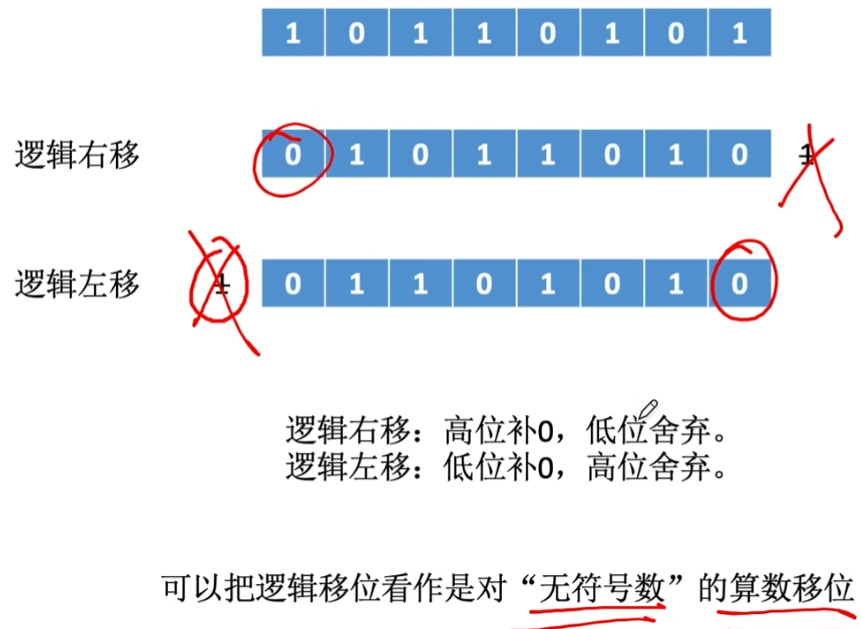 1 0 1 1 0 1 0 1
逻辑右移 0 1 0 1 1 0 1 0 1
逻辑左移 1 0 1 1 0 1 0 1 0
逻辑右移：高位补0，低位舍弃。
逻辑左移：低位补0，高位舍弃。
可以把逻辑移位看作是对“无符号数”的算数移位